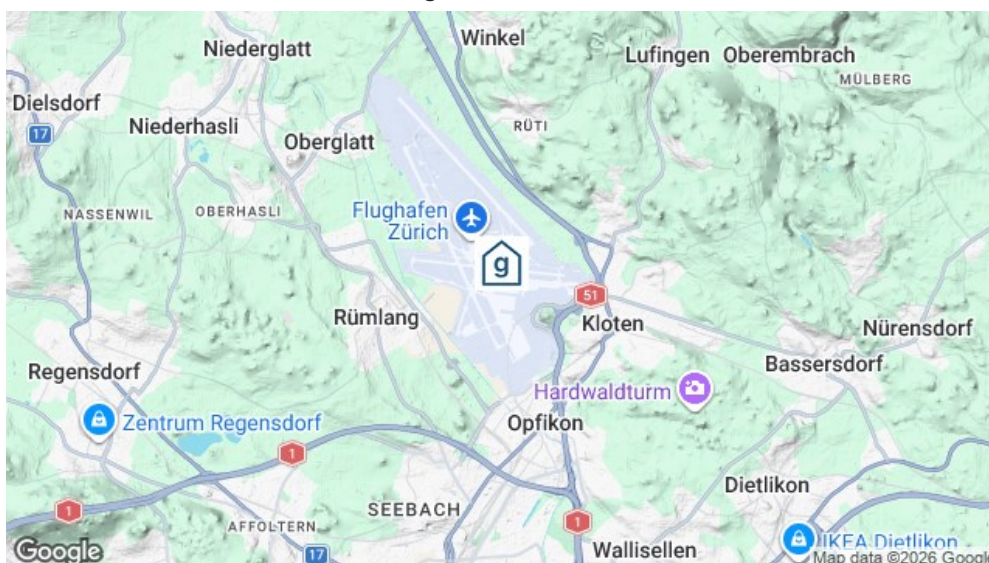 Winkel
Niederglatt
Lufingen
Oberembrach
MÜLBERG
Dielsdorf
17
Niederhasli
RÜTI
Oberglatt
NASSENWIL
OBERHASLI
Flughafen
Zürich
g
51
Rümlang
Kloten
Nürensdorf
Bassersdorf
Regensdorf
Hardwaldturm
Zentrum Regensdorf
Opfikon
1
Dietlikon
SEEBACH
1
AFFOLTERN
1
17
Wallisellen
IKEA Dietlikon
Google
Map data ©2026 Google